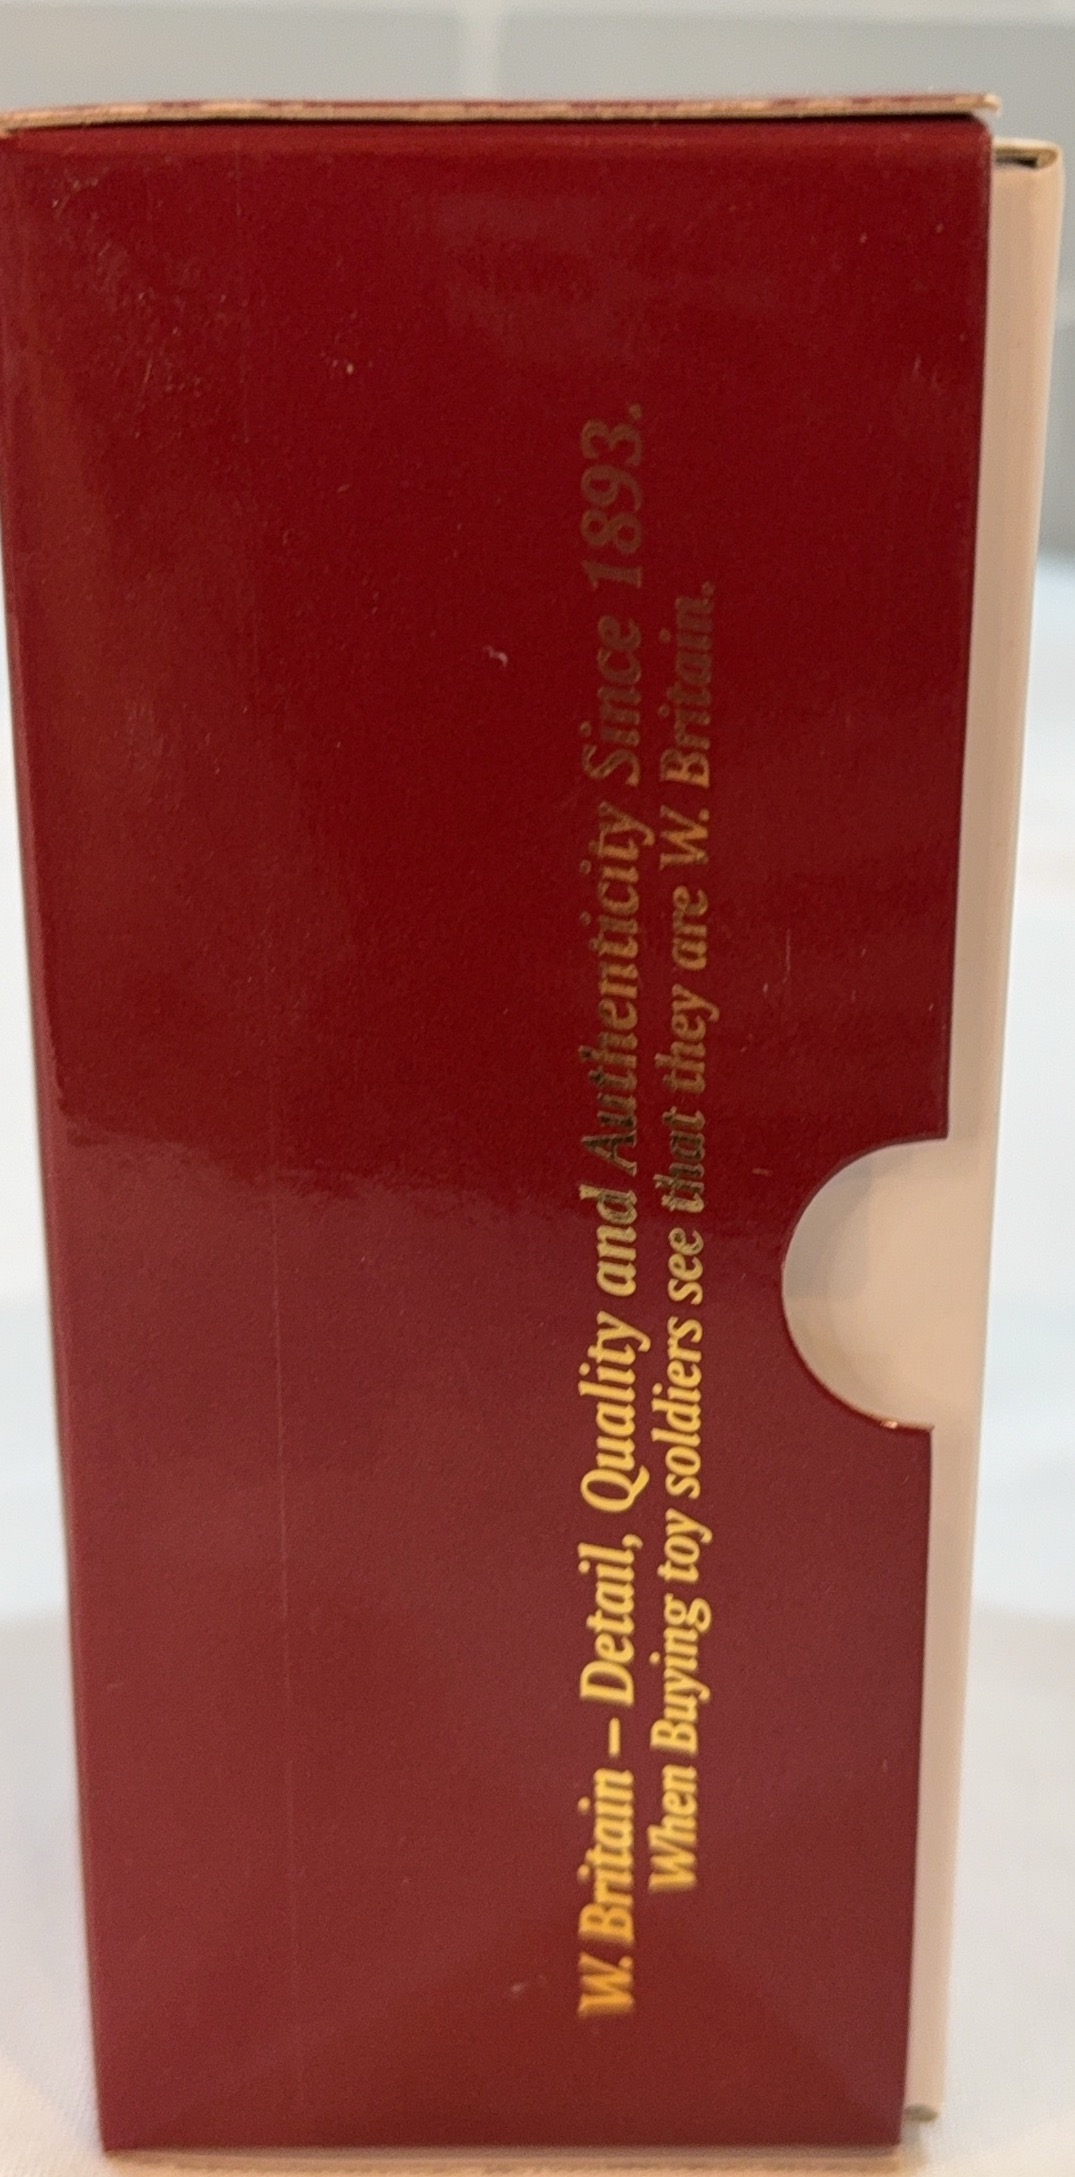 W. Britain – Detail, Quality and Authenticity Since 1893.
When Buying toy soldiers see that they are W. Britain.